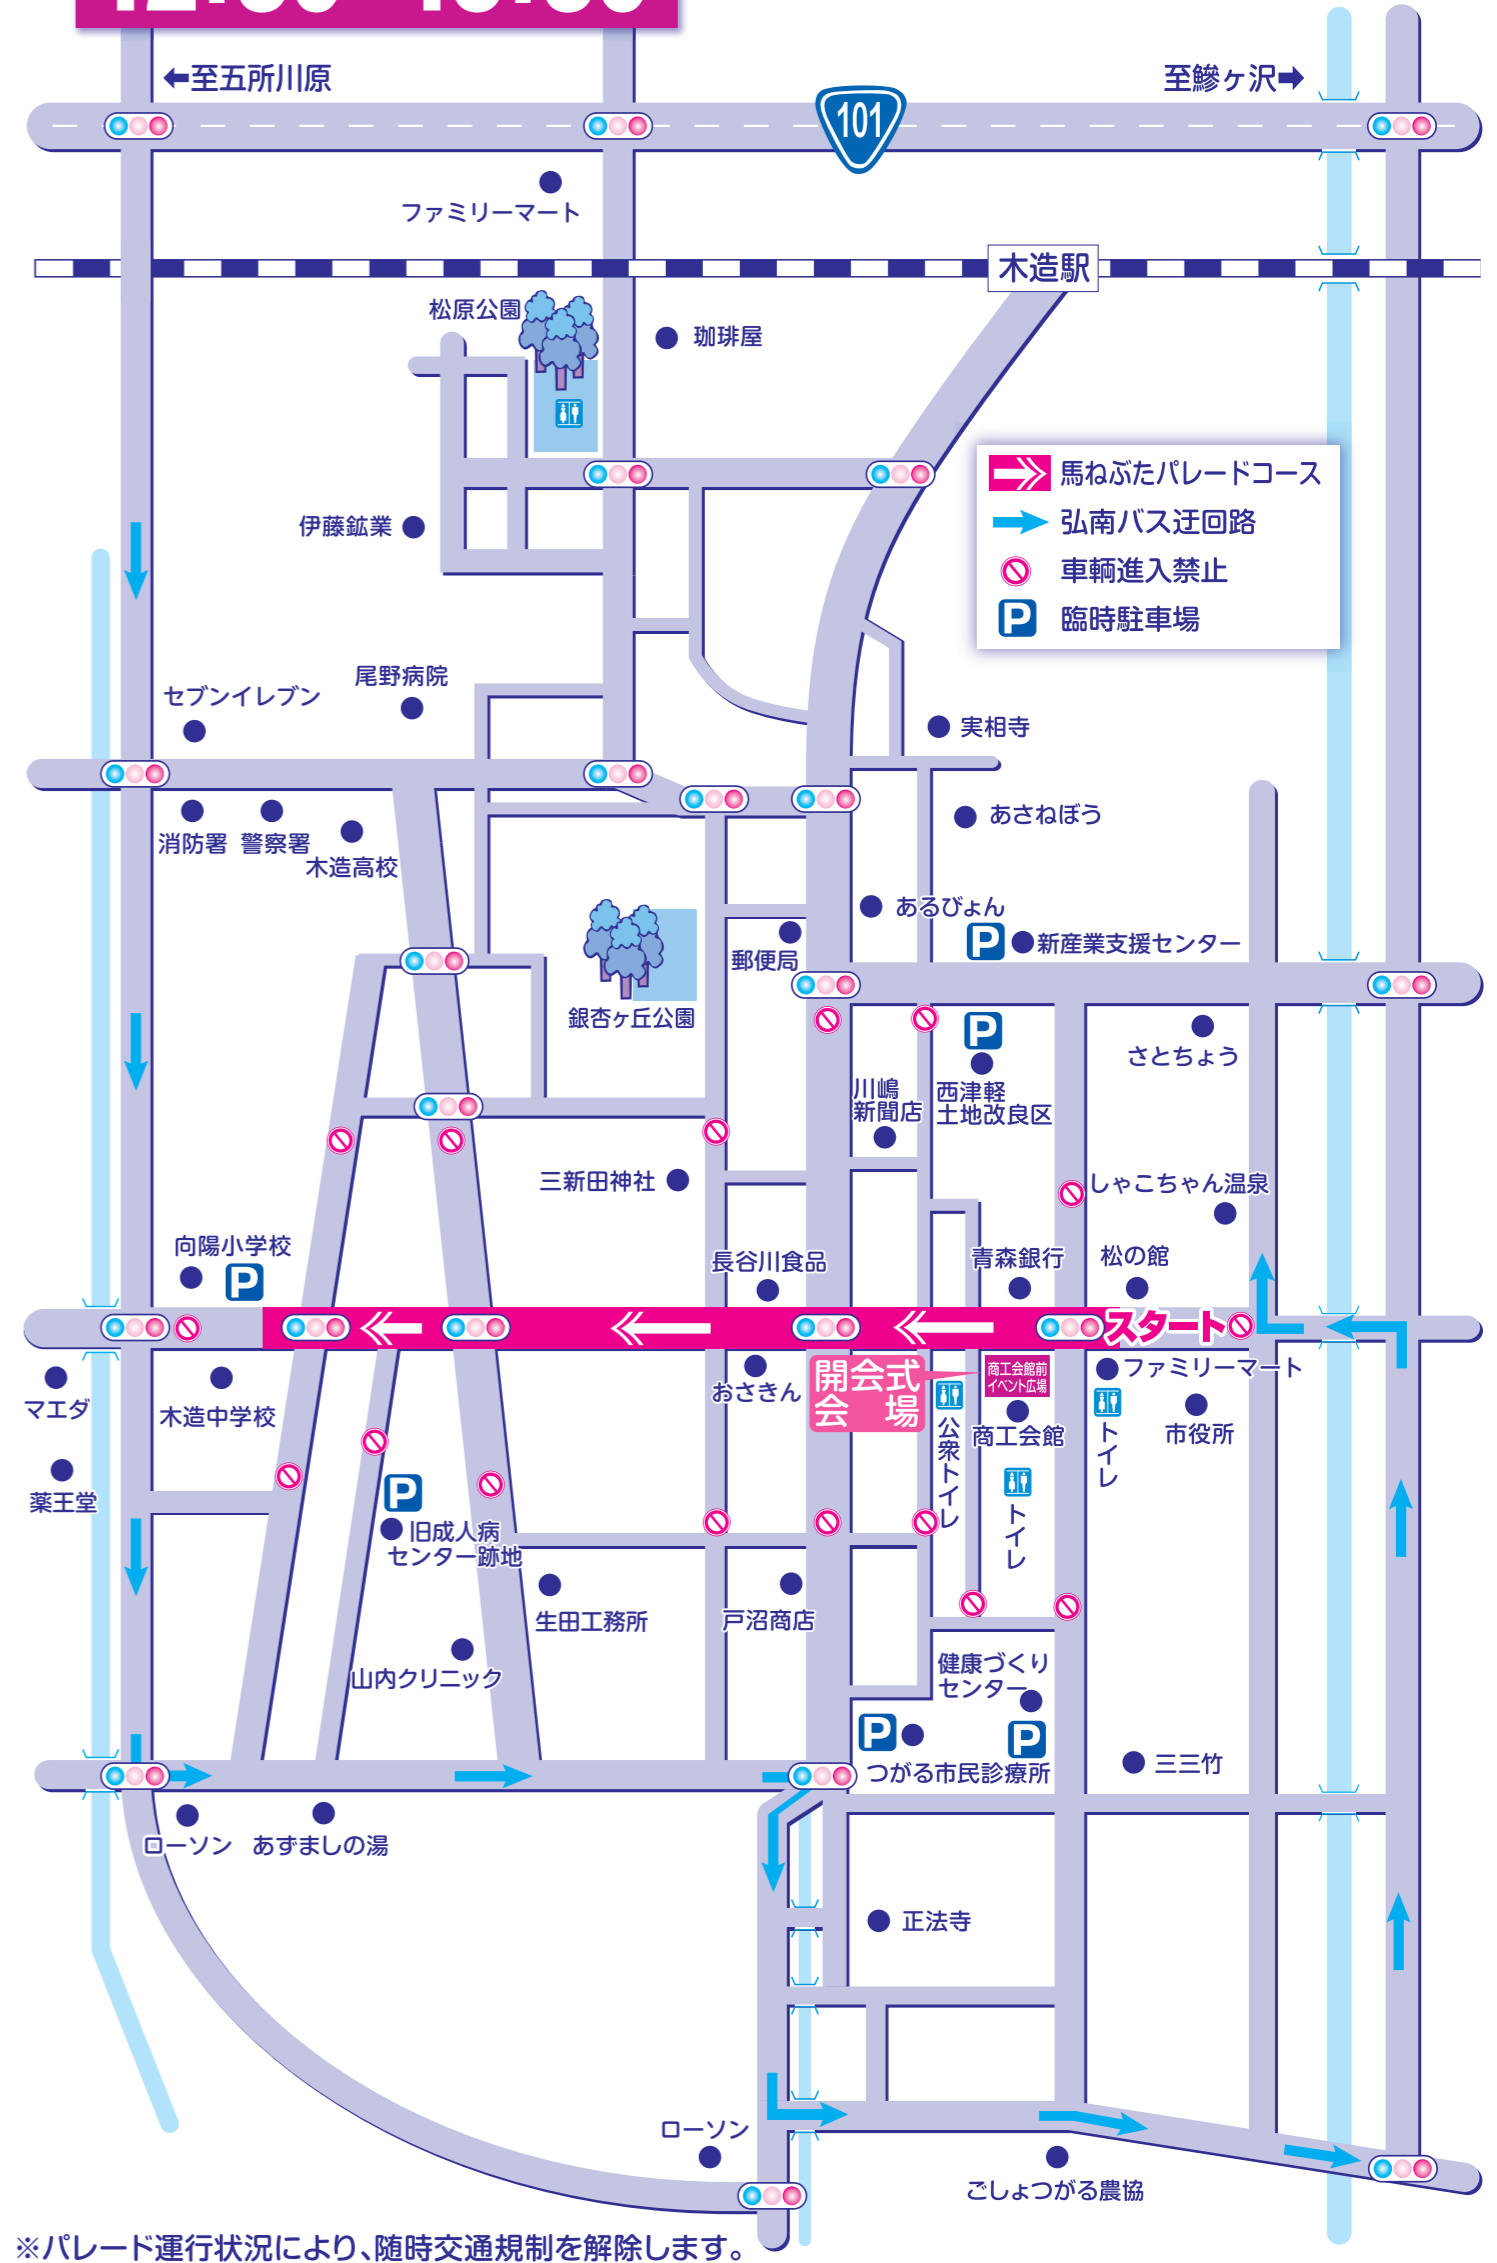 至五所川原
至鰺ヶ沢
101
ファミリーマート
木造駅
松原公園
珈琲屋
馬ねぶたパレードコース
弘南バス迂回路
車輌進入禁止
P
臨時駐車場
伊藤鉱業
尾野病院
セブンイレブン
実相寺
消防署
警察署
木造高校
あさねぼう
あるびょん
郵便局
P
新産業支援センター
銀杏ヶ丘公園
P
さとちょう
川嶋
新聞店
西津軽
土地改良区
三新田神社
しゃこちゃん温泉
向陽小学校
P
長谷川食品
青森銀行
松の館
スタート
マエダ
木造中学校
おさきん
開会式
会　場
商工会館前
イベント広場
ファミリーマート
商工会館
公衆トイレ
トイレ
市役所
薬王堂
P
旧成人病
センター跡地
トイレ
生田工務所
戸沼商店
山内クリニック
健康づくり
センター
P
P
つがる市民診療所
三三竹
ローソン
あずましの湯
正法寺
ローソン
ごしょつがる農協
※パレード運行状況により、随時交通規制を解除します。